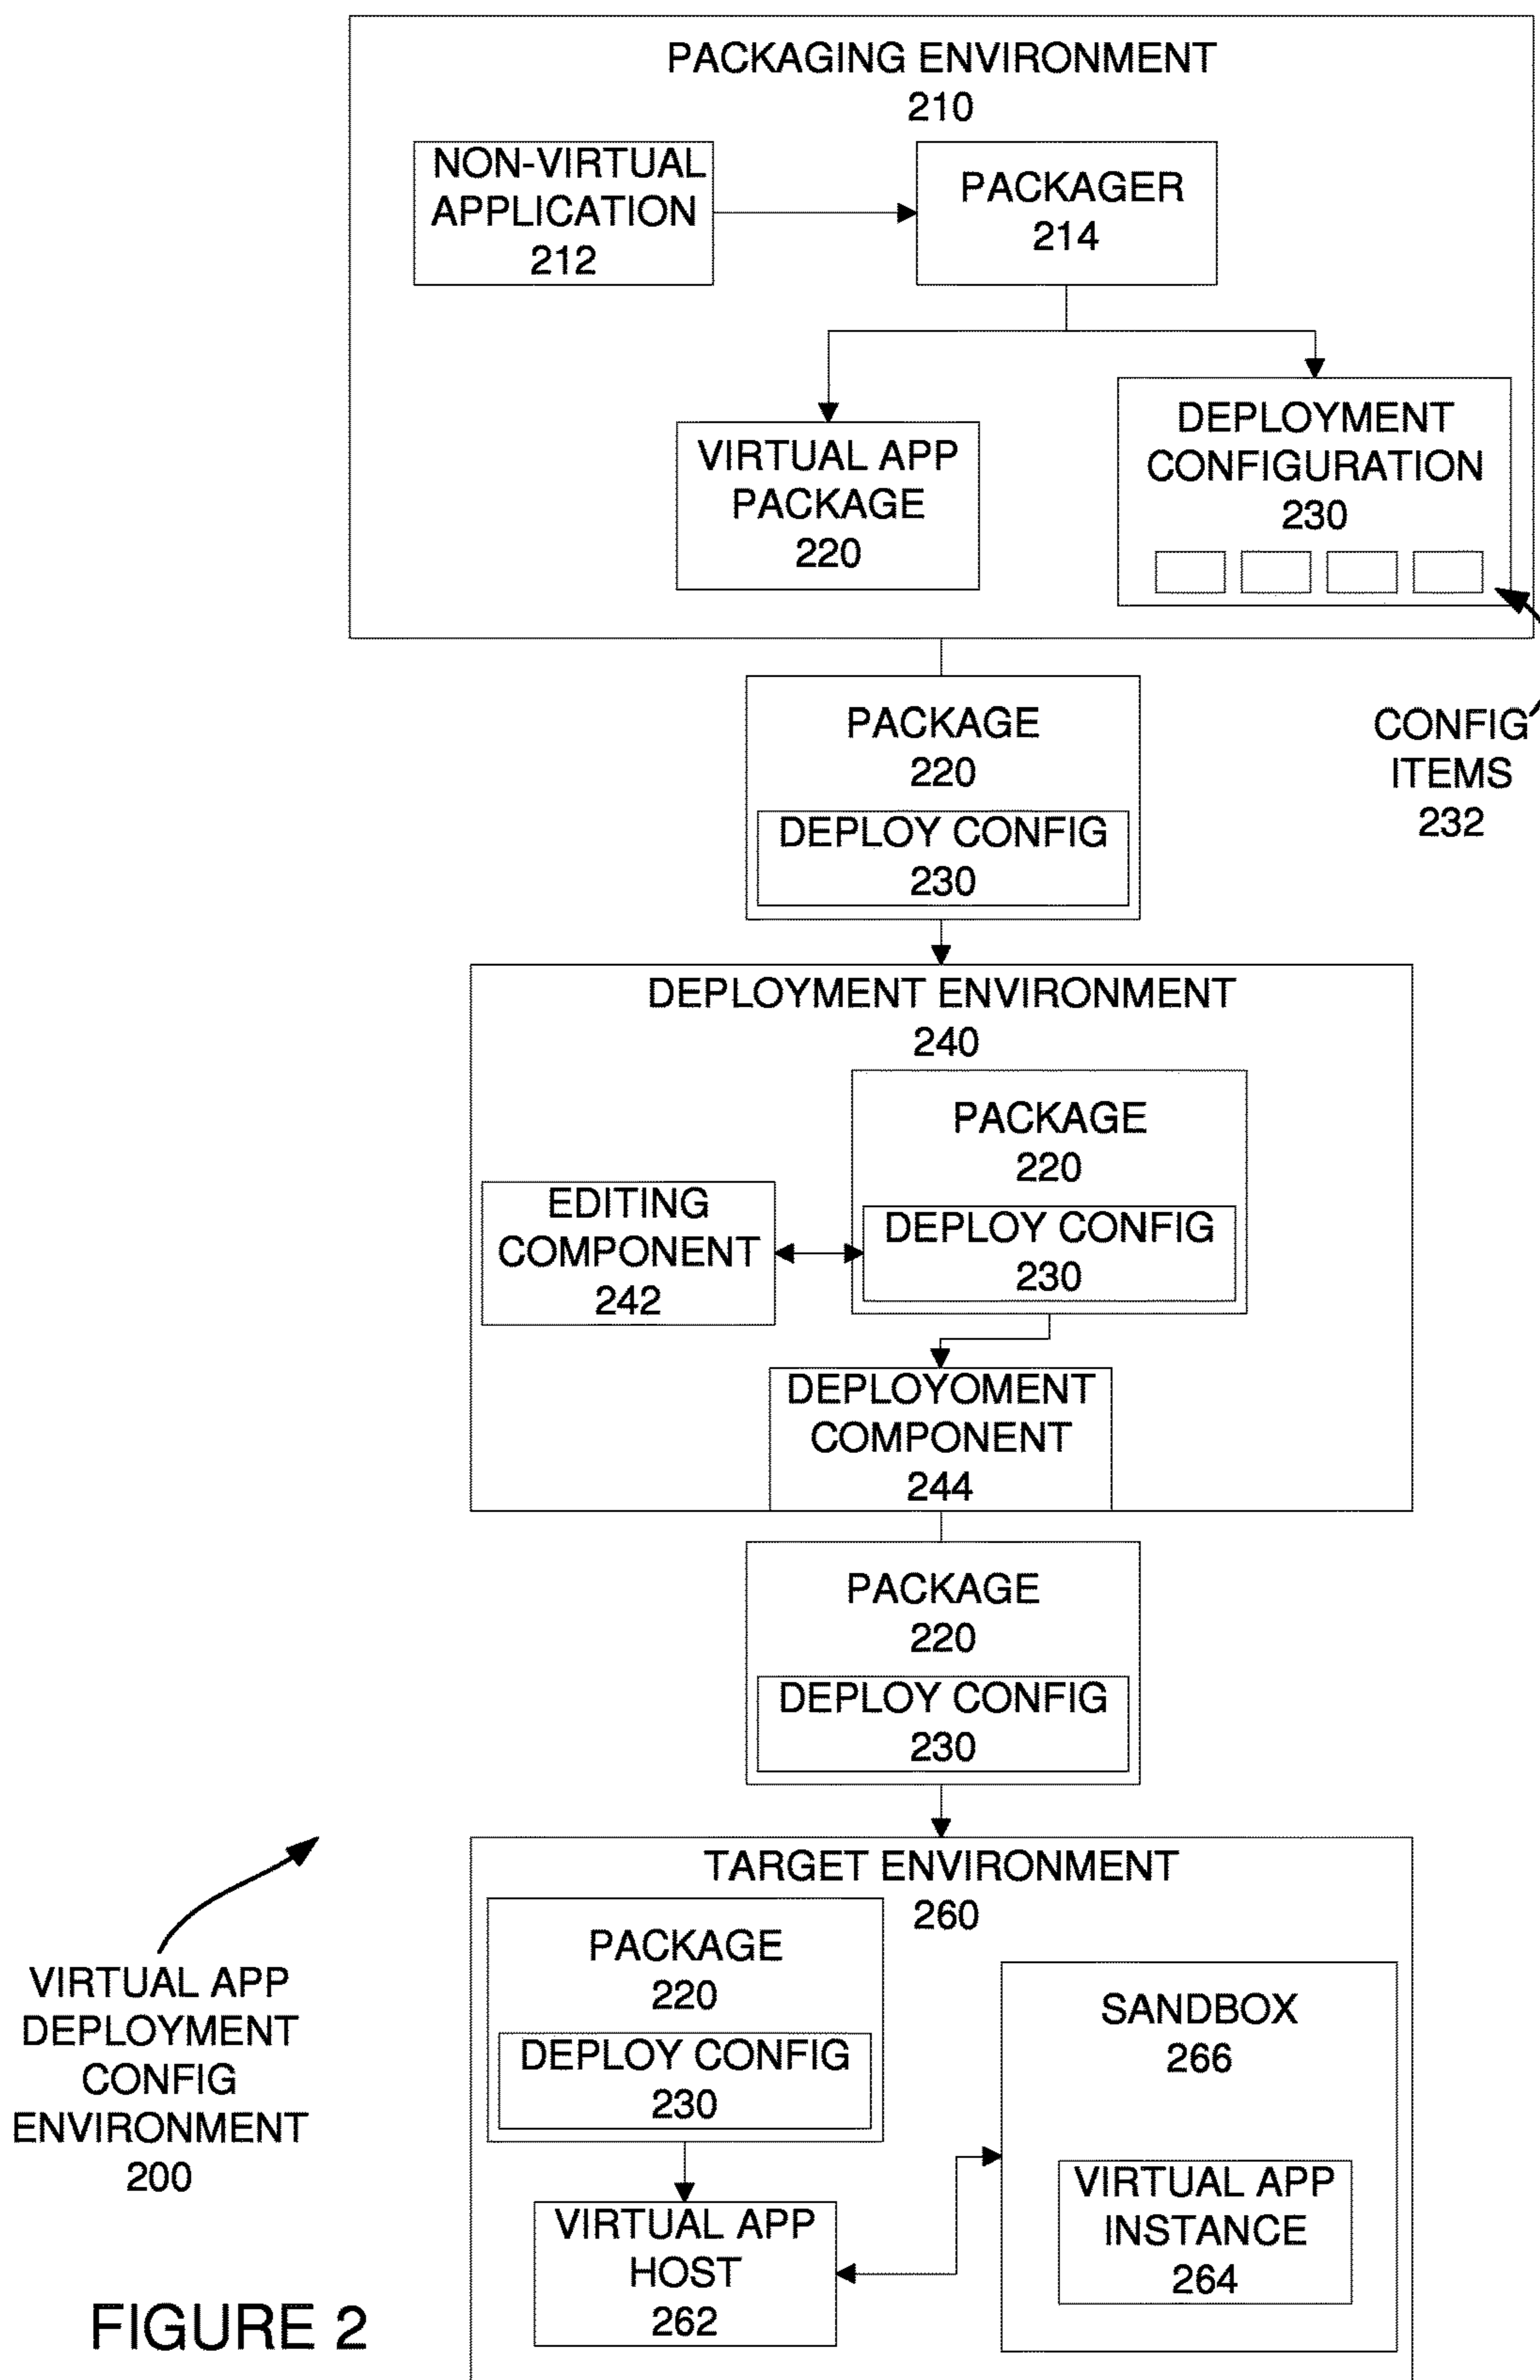 PACKAGING ENVIRONMENT
210
NON-VIRTUAL
APPLICATION
212
PACKAGER
214
VIRTUAL APP
PACKAGE
220
DEPLOYMENT
CONFIGURATION
230
CONFIG
ITEMS
232
PACKAGE
220
DEPLOY CONFIG
230
DEPLOYMENT ENVIRONMENT
240
PACKAGE
220
DEPLOY CONFIG
230
EDITING
COMPONENT
242
DEPLOYOMENT
COMPONENT
244
PACKAGE
220
DEPLOY CONFIG
230
TARGET ENVIRONMENT
260
PACKAGE
220
DEPLOY CONFIG
230
SANDBOX
266
VIRTUAL APP
INSTANCE
264
VIRTUAL APP
HOST
262
VIRTUAL APP
DEPLOYMENT
CONFIG
ENVIRONMENT
200
FIGURE 2